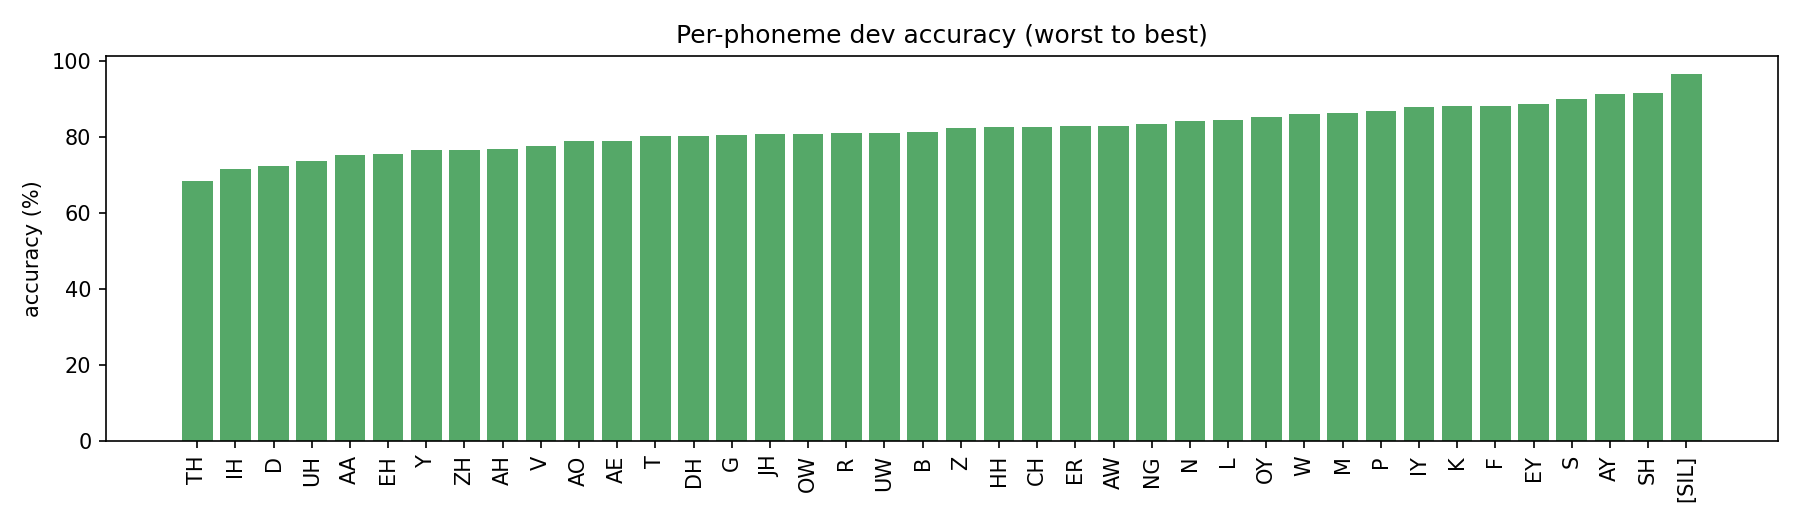 Per-phoneme dev accuracy (worst to best)
accuracy (%)
100
80
60
40
20
0
TH IH D UH AA EH Y ZH AH V AO AE T DH G JH OW R UW B Z HH CH ER AW NG N L OY W M P IY K F EY S AY SH [SIL]